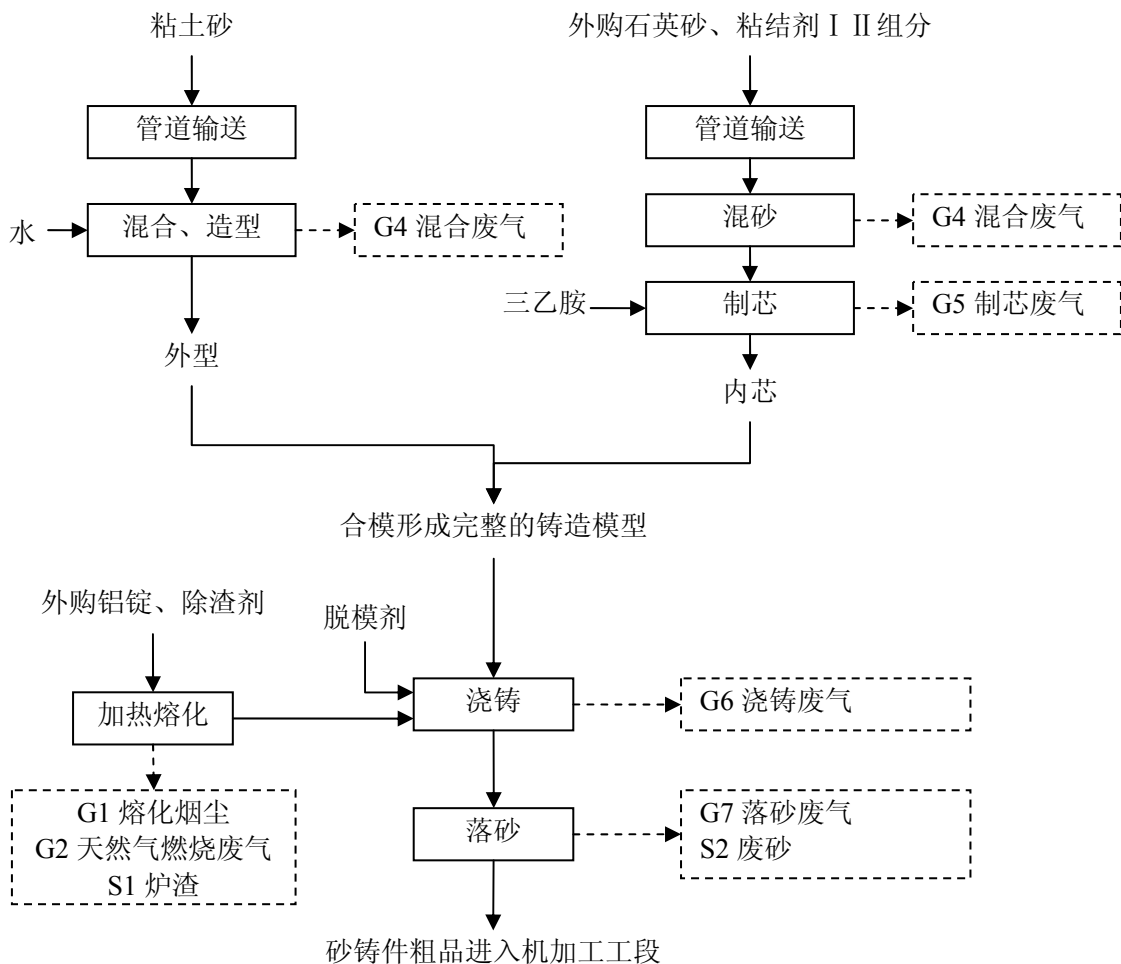 粘土砂
外购石英砂、粘结剂Ⅰ Ⅱ组分
管道输送
管道输送
水
混合、造型
G4 混合废气
混砂
G4 混合废气
三乙胺
制芯
G5 制芯废气
外型
内芯
合模形成完整的铸造模型
外购铝锭、除渣剂
脱模剂
加热熔化
浇铸
G6 浇铸废气
G1 熔化烟尘
G2 天然气燃烧废气
S1 炉渣
落砂
G7 落砂废气
S2 废砂
砂铸件粗品进入机加工工段